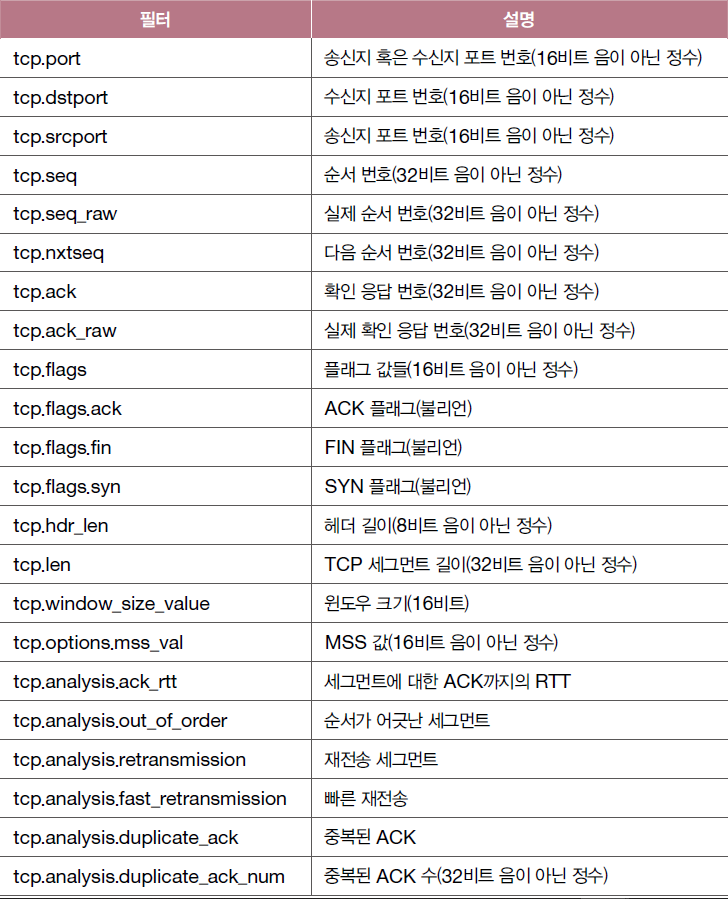 필터 설명
tcp.port 송신지 혹은 수신지 포트 번호(16비트 음이 아닌 정수)
tcp.dstport 수신지 포트 번호(16비트 음이 아닌 정수)
tcp.srcport 송신지 포트 번호(16비트 음이 아닌 정수)
tcp.seq 순서 번호(32비트 음이 아닌 정수)
tcp.seq_raw 실제 순서 번호(32비트 음이 아닌 정수)
tcp.nxtseq 다음 순서 번호(32비트 음이 아닌 정수)
tcp.ack 확인 응답 번호(32비트 음이 아닌 정수)
tcp.ack_raw 실제 확인 응답 번호(32비트 음이 아닌 정수)
tcp.flags 플래그 값들(16비트 음이 아닌 정수)
tcp.flags.ack ACK 플래그(불리언)
tcp.flags.fin FIN 플래그(불리언)
tcp.flags.syn SYN 플래그(불리언)
tcp.hdr_len 헤더 길이(8비트 음이 아닌 정수)
tcp.len TCP 세그먼트 길이(32비트 음이 아닌 정수)
tcp.window_size_value 윈도우 크기(16비트)
tcp.options.mss_val MSS 값(16비트 음이 아닌 정수)
tcp.analysis.ack_rtt 세그먼트에 대한 ACK까지의 RTT
tcp.analysis.out_of_order 순서가 어긋난 세그먼트
tcp.analysis.retransmission 재전송 세그먼트
tcp.analysis.fast_retransmission 빠른 재전송
tcp.analysis.duplicate_ack 중복된 ACK
tcp.analysis.duplicate_ack_num 중복된 ACK 수(32비트 음이 아닌 정수)